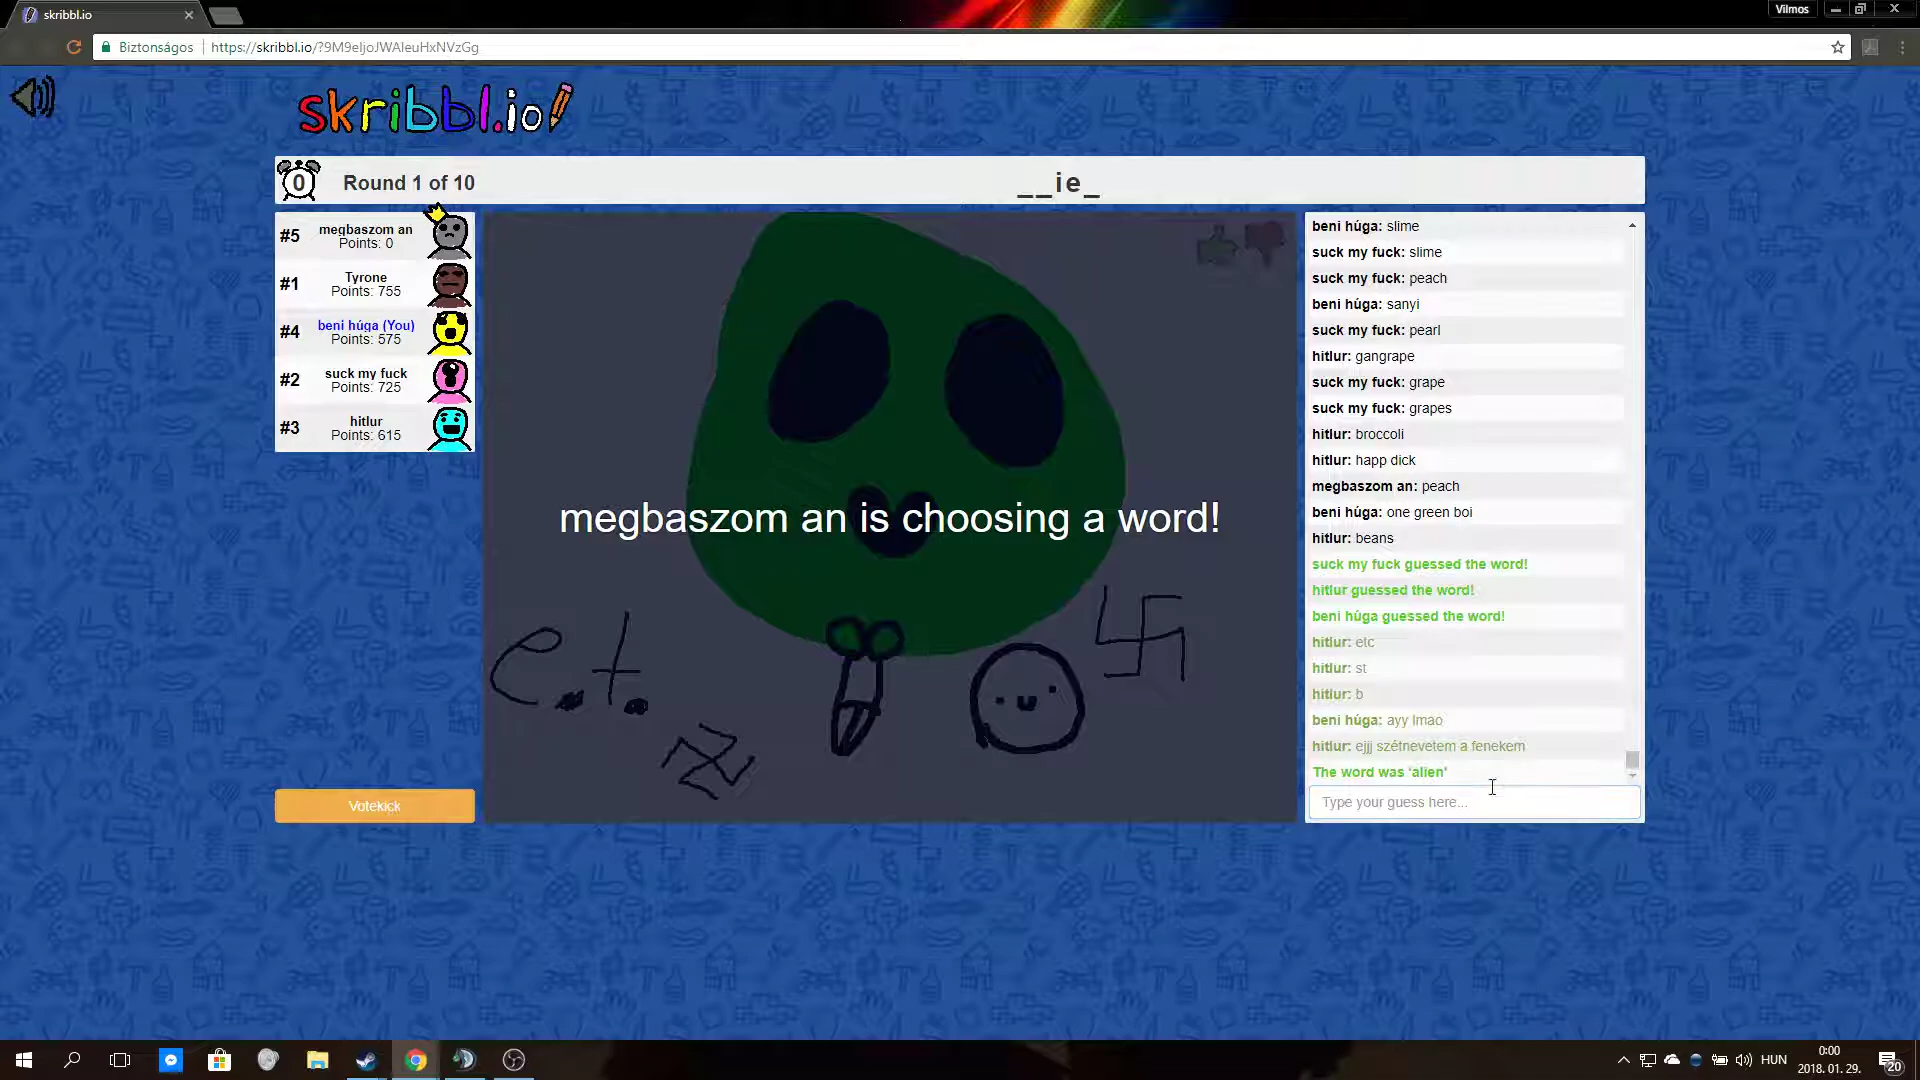 skribbl.io
Vilmos
Biztonságos
https://skribbl.io/?9M9eIjoJWAleuHxNVzGg
skribbl.io
0
Round 1 of 10
__ie_
#5
megbaszom an
Points: 0
#1
Tyrone
Points: 755
#4
beni húga (You)
Points: 575
#2
suck my fuck
Points: 725
#3
hitlur
Points: 615
Votekick
megbaszom an is choosing a word!
e.t.
beni húga: slime
suck my fuck: slime
suck my fuck: peach
beni húga: sanyi
suck my fuck: pearl
hitlur: gangrape
suck my fuck: grape
suck my fuck: grapes
hitlur: broccoli
hitlur: happ dick
megbaszom an: peach
beni húga: one green boi
hitlur: beans
suck my fuck guessed the word!
hitlur guessed the word!
beni húga guessed the word!
hitlur: etc
hitlur: st
hitlur: b
beni húga: ayy lmao
hitlur: ejjj szétnevetem a fenekem
The word was 'alien'
Type your guess here...
HUN
0:00
2018. 01. 29.
20